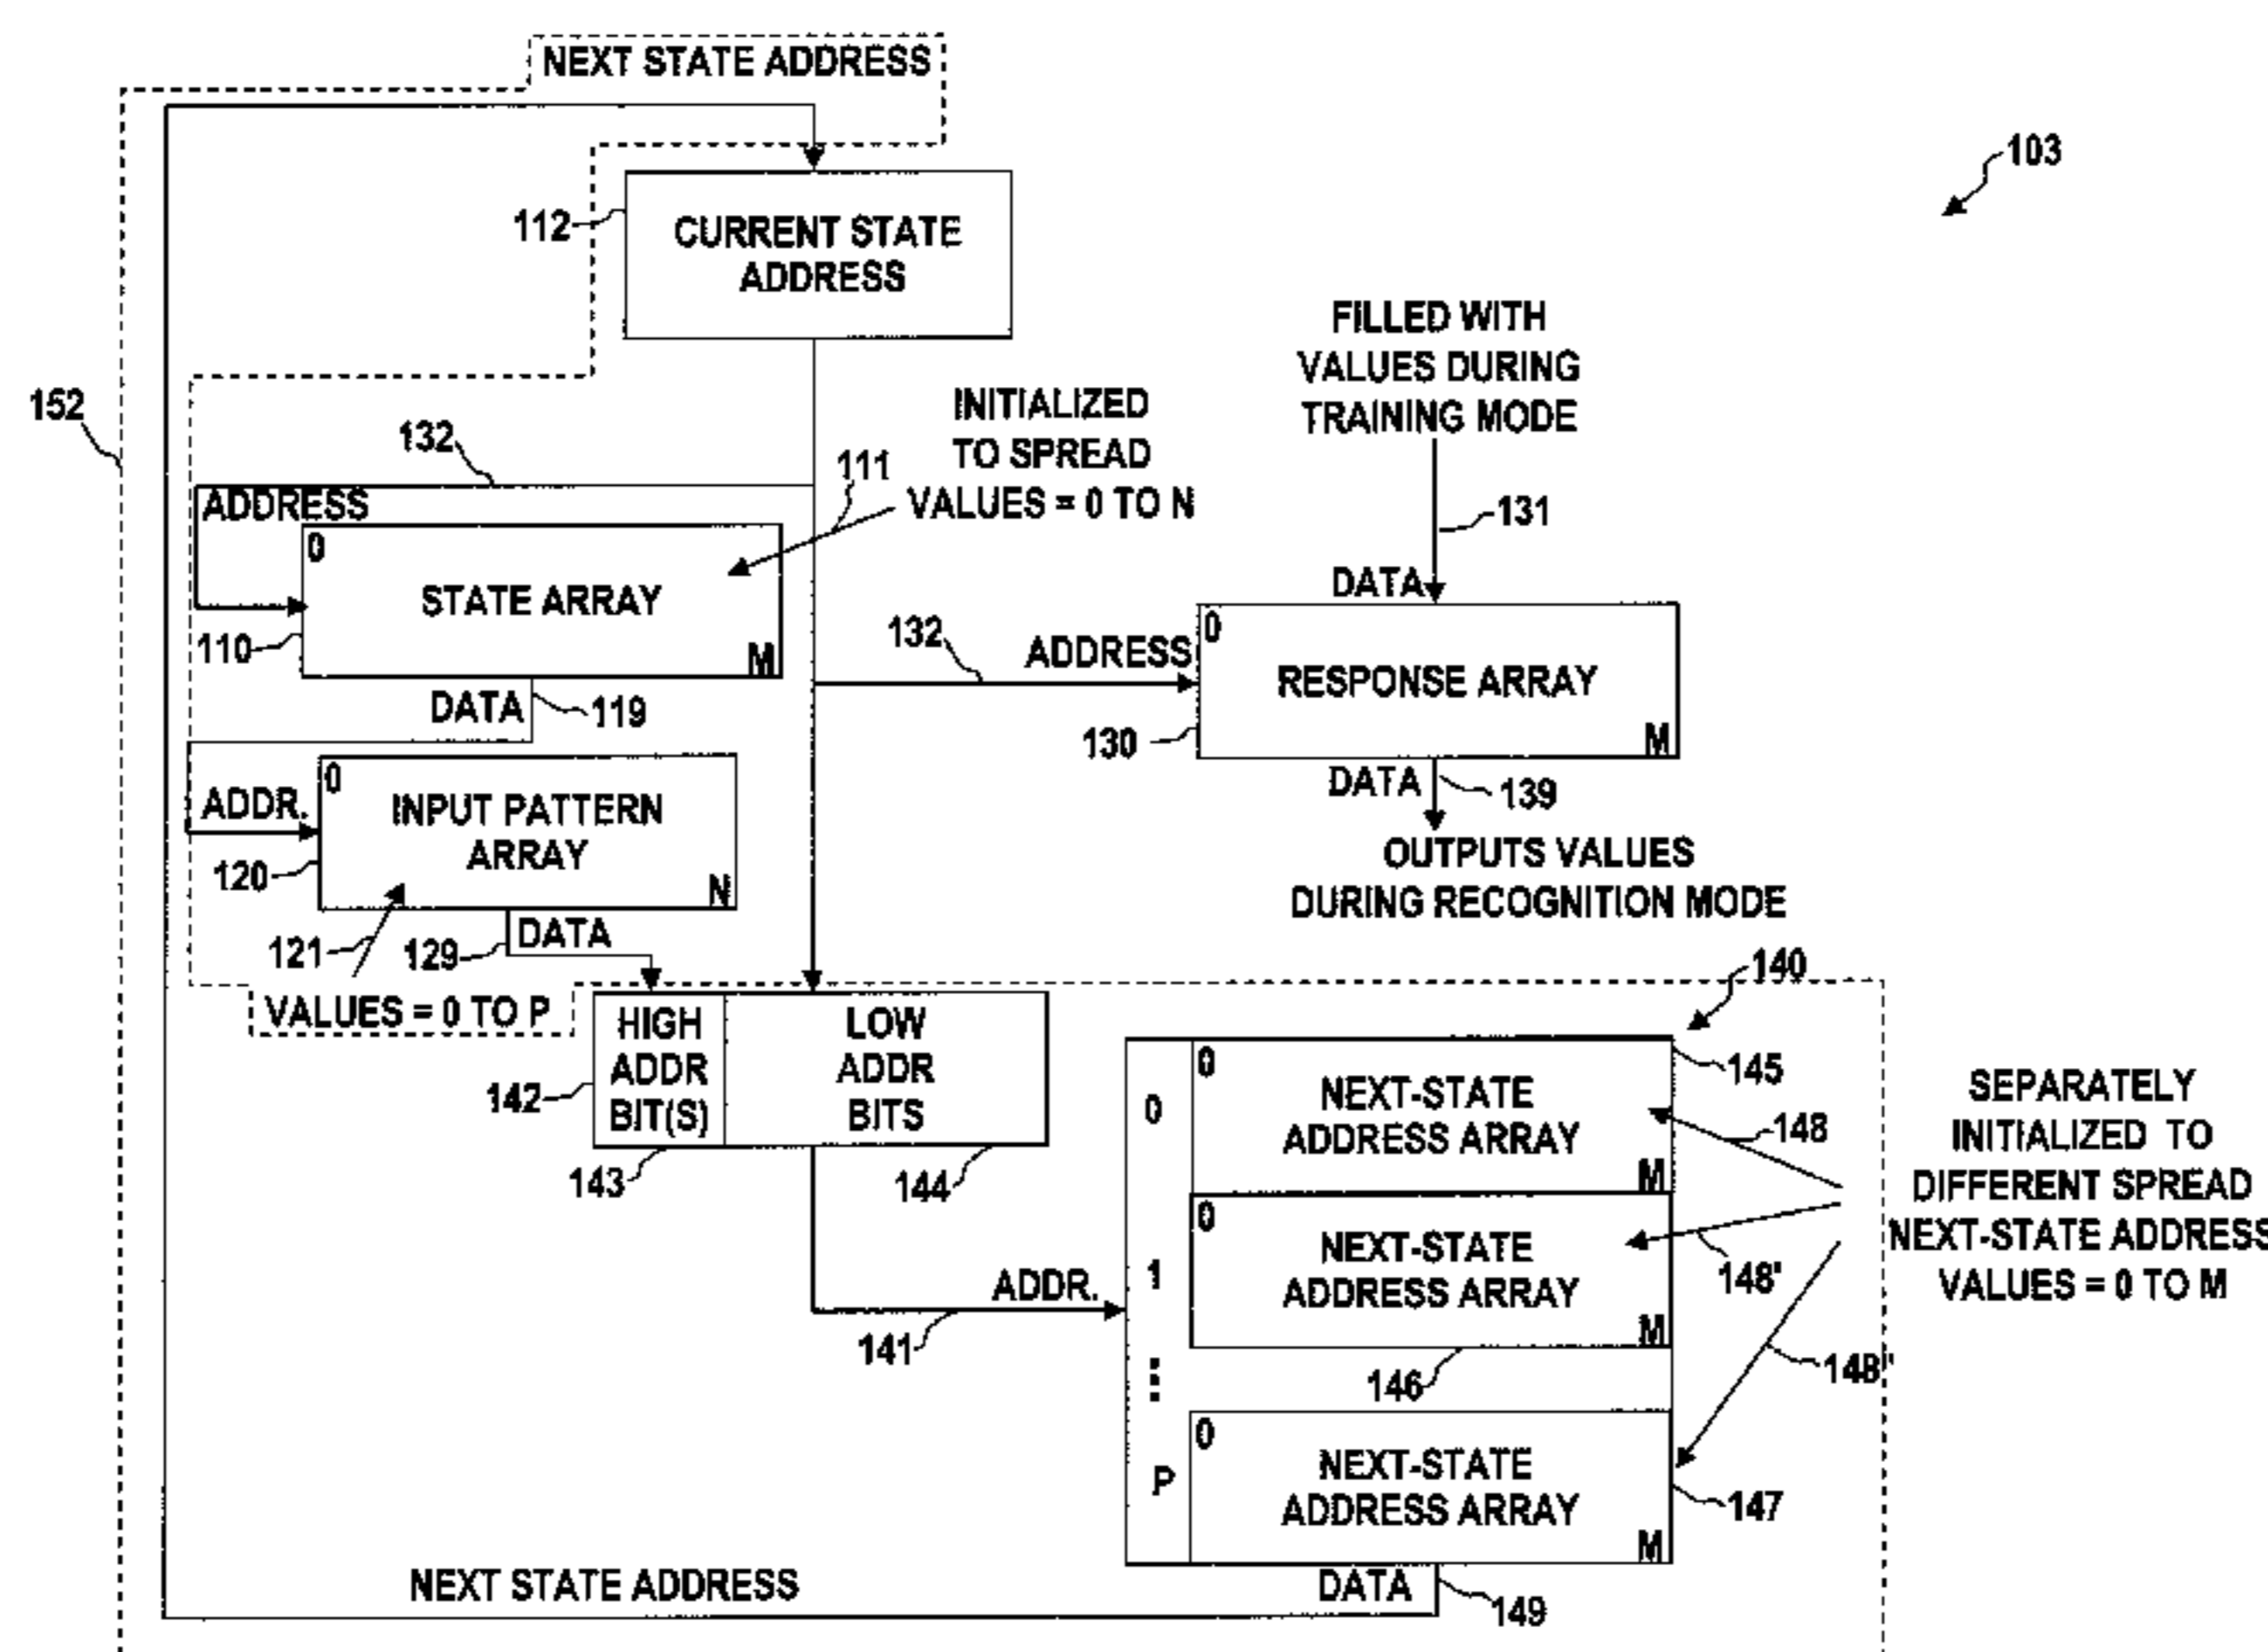 NEXT STATE ADDRESS
103
112
CURRENT STATE
ADDRESS
FILLED WITH
VALUES DURING
TRAINING MODE
152
132
INITIALIZED
TO SPREAD
VALUES = 0 TO N
111
ADDRESS
131
0
STATE ARRAY
M
110
DATA
132
ADDRESS
0
RESPONSE ARRAY
M
130
DATA
119
DATA
139
ADDR.
0
INPUT PATTERN
ARRAY
N
120
OUTPUTS VALUES
DURING RECOGNITION MODE
121
129
DATA
140
VALUES = 0 TO P
HIGH
ADDR
BIT(S)
LOW
ADDR
BITS
142
143
144
0
0
NEXT-STATE
ADDRESS ARRAY
M
145
148
SEPARATELY
INITIALIZED TO
DIFFERENT SPREAD
NEXT-STATE ADDRESS
VALUES = 0 TO M
1
0
NEXT-STATE
ADDRESS ARRAY
M
148'
ADDR.
141
146
148"
P
0
NEXT-STATE
ADDRESS ARRAY
M
147
NEXT STATE ADDRESS
DATA
149